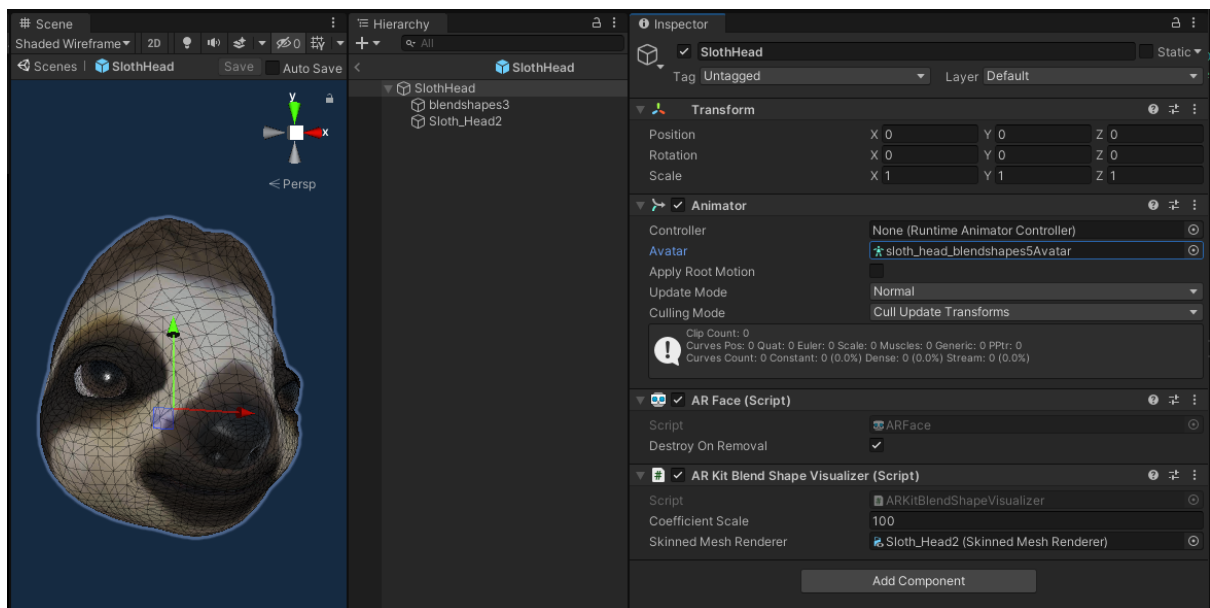 Scene
Shaded Wireframe 2D 0
Scenes | SlothHead Save Auto Save
y
x
< Persp
Hierarchy
All
SlothHead
SlothHead
blendshapes3
Sloth_Head2
Inspector
SlothHead Static
Tag Untagged Layer Default
Transform
Position X 0 Y 0 Z 0
Rotation X 0 Y 0 Z 0
Scale X 1 Y 1 Z 1
Animator
Controller None (Runtime Animator Controller)
Avatar sloth_head_blendshapes5Avatar
Apply Root Motion
Update Mode Normal
Culling Mode Cull Update Transforms
Clip Count: 0
Curves Pos: 0 Quat: 0 Euler: 0 Scale: 0 Muscles: 0 Generic: 0 PPtr: 0
Curves Count: 0 Constant: 0 (0.0%) Dense: 0 (0.0%) Stream: 0 (0.0%)
AR Face (Script)
Script ARFace
Destroy On Removal
# AR Kit Blend Shape Visualizer (Script)
Script ARKitBlendShapeVisualizer
Coefficient Scale 100
Skinned Mesh Renderer Sloth_Head2 (Skinned Mesh Renderer)
Add Component